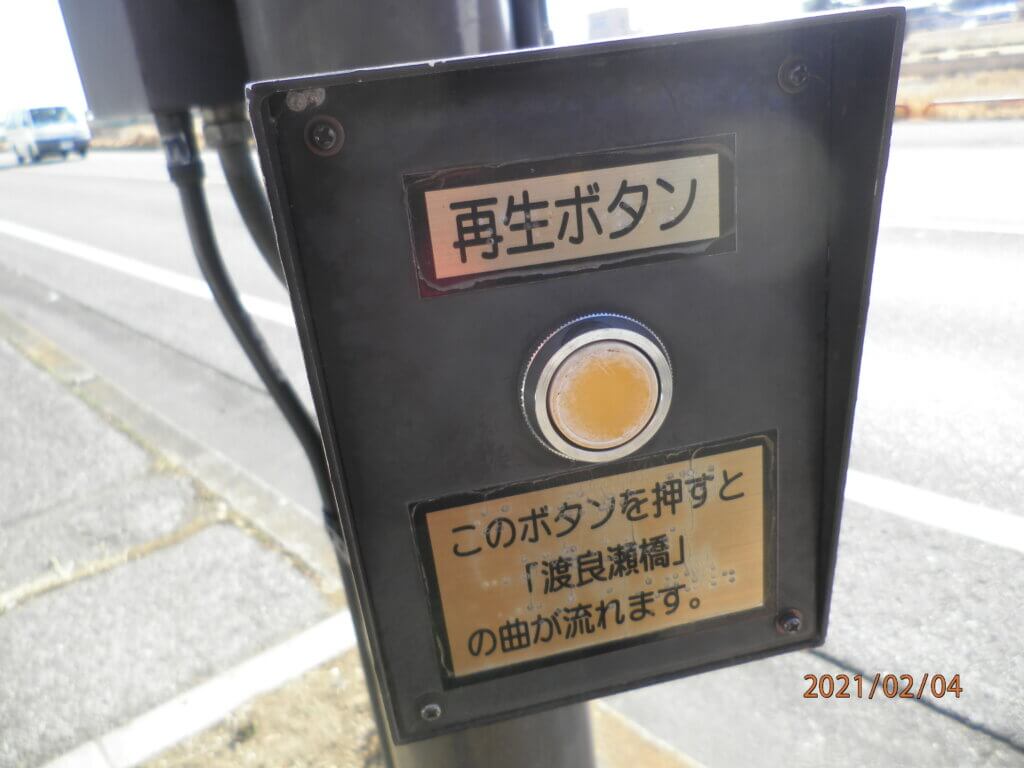 再生ボタン
このボタンを押すと
「渡良瀬橋」
の曲が流れます。
2021/02/04